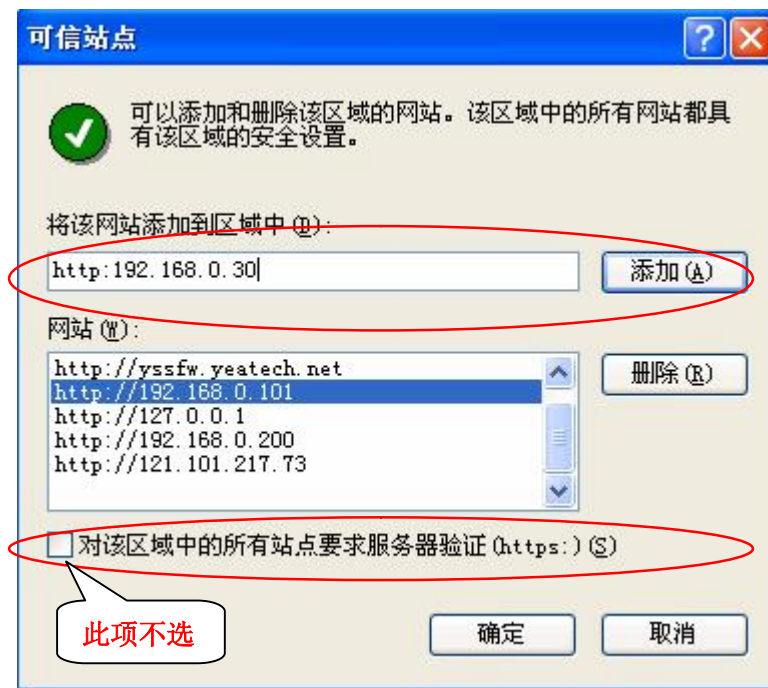 可信站点
可以添加和删除该区域的网站。该区域中的所有网站都具
有该区域的安全设置。
将该网站添加到区域中(D):
http:192.168.0.30
添加(A)
网站(W):
http://yssfw.yeatech.net
http://192.168.0.101
http://127.0.0.1
http://192.168.0.200
http://121.101.217.73
删除(R)
对该区域中的所有站点要求服务器验证(https:)(S)
此项不选
确定
取消